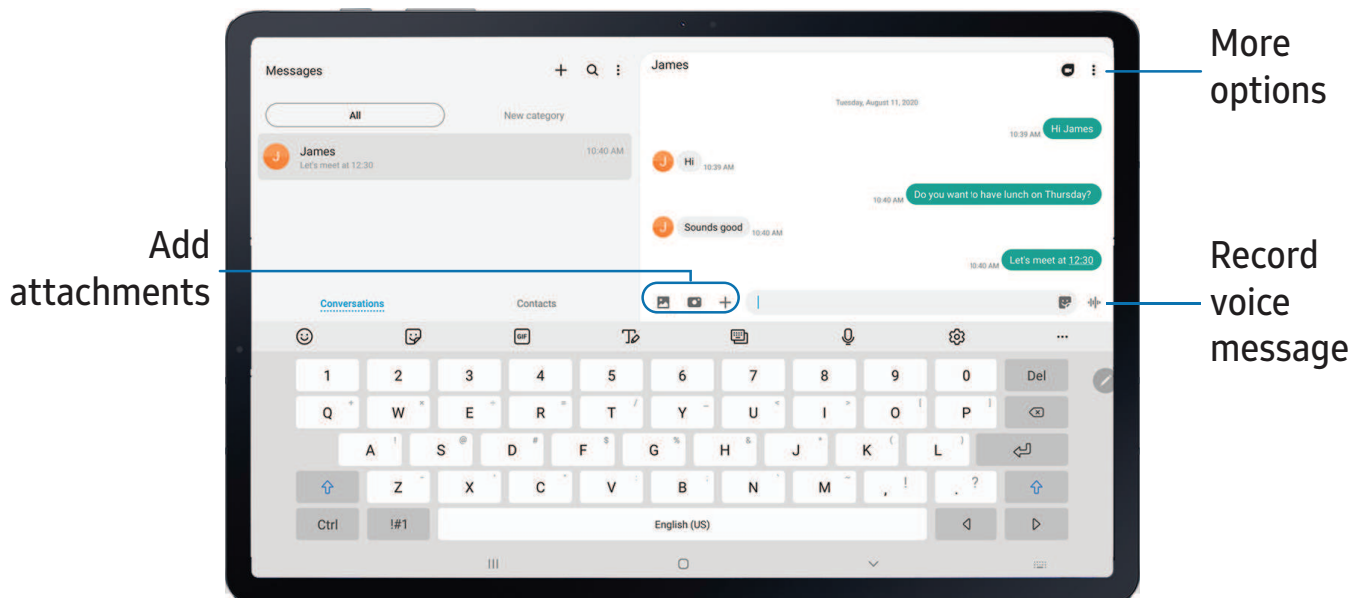 More
options
Add
attachments
Record
voice
message
Messages
All
New category
J
James
10:40 AM
Let's meet at 12:30
Conversations
Contacts
James
Tuesday, August 11, 2020
10:39 AM Hi James
J Hi 10:39 AM
10:40 AM Do you want to have lunch on Thursday?
J Sounds good 10:40 AM
10:40 AM Let's meet at 12:30
GIF
T
1 2 3 4 5 6 7 8 9 0 Del
Q W E R T / Y U < I > O P
A ! S @ D # F $ G % H & J * K ( L )
Z X C V B N M , ! . ?
Ctrl !#1 English (US)